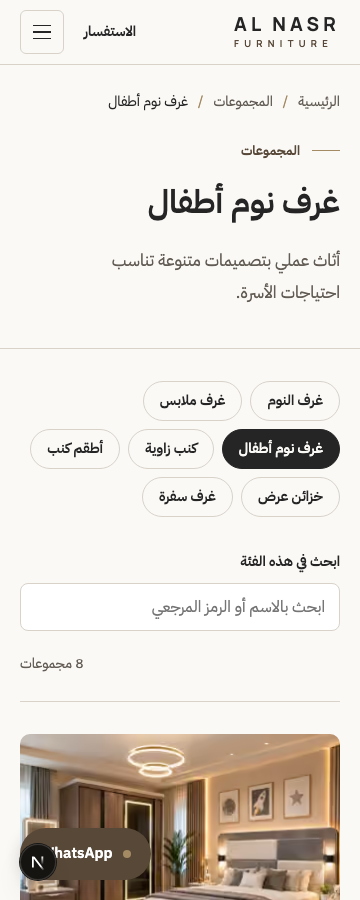 AL NASR
FURNITURE
الاستفسار
الرئيسية / المجموعات / غرف نوم أطفال
المجموعات
غرف نوم أطفال
أثاث عملي بتصميمات متنوعة تناسب
احتياجات الأسرة.
غرف النوم
غرف ملابس
غرف نوم أطفال
كنب زاوية
أطقم كنب
خزائن عرض
غرف سفرة
ابحث في هذه الفئة
ابحث بالاسم أو الرمز المرجعي
8 مجموعات
hatsApp
N